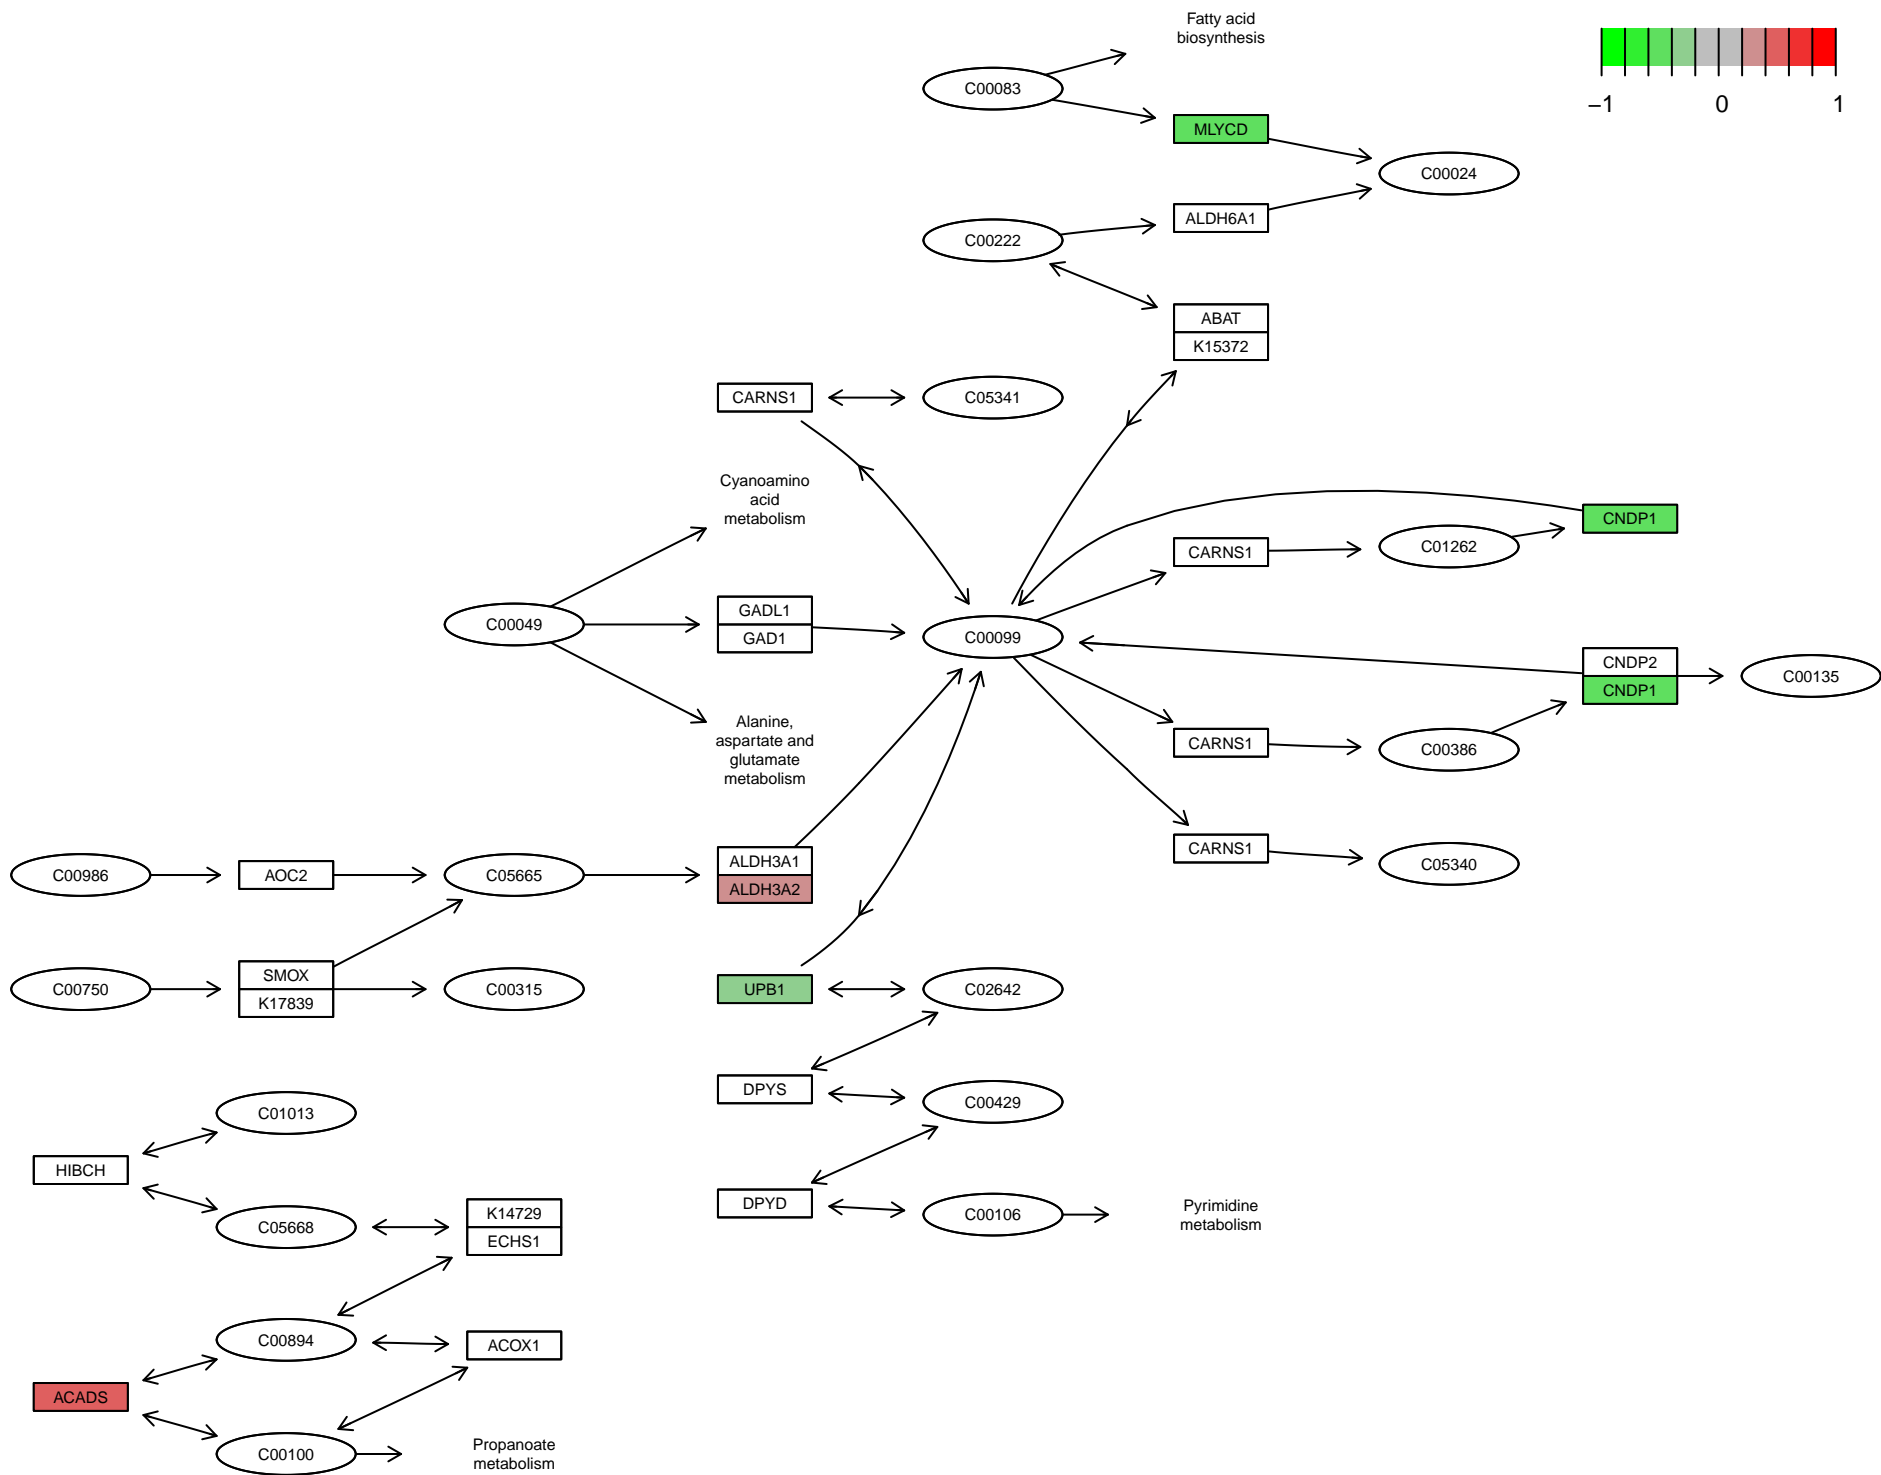 Fatty acid
biosynthesis
−1
0
1
C00083
MLYCD
C00024
ALDH6A1
C00222
ABAT
K15372
CARNS1
C05341
Cyanoamino
acid
metabolism
CNDP1
CARNS1
C01262
C00049
GADL1
GAD1
C00099
CNDP2
CNDP1
C00135
Alanine,
aspartate and
glutamate
metabolism
CARNS1
C00386
CARNS1
C05340
C00986
AOC2
C05665
ALDH3A1
ALDH3A2
C00750
SMOX
K17839
C00315
UPB1
C02642
DPYS
C00429
C01013
HIBCH
DPYD
C00106
Pyrimidine
metabolism
C05668
K14729
ECHS1
C00894
ACOX1
ACADS
C00100
Propanoate
metabolism